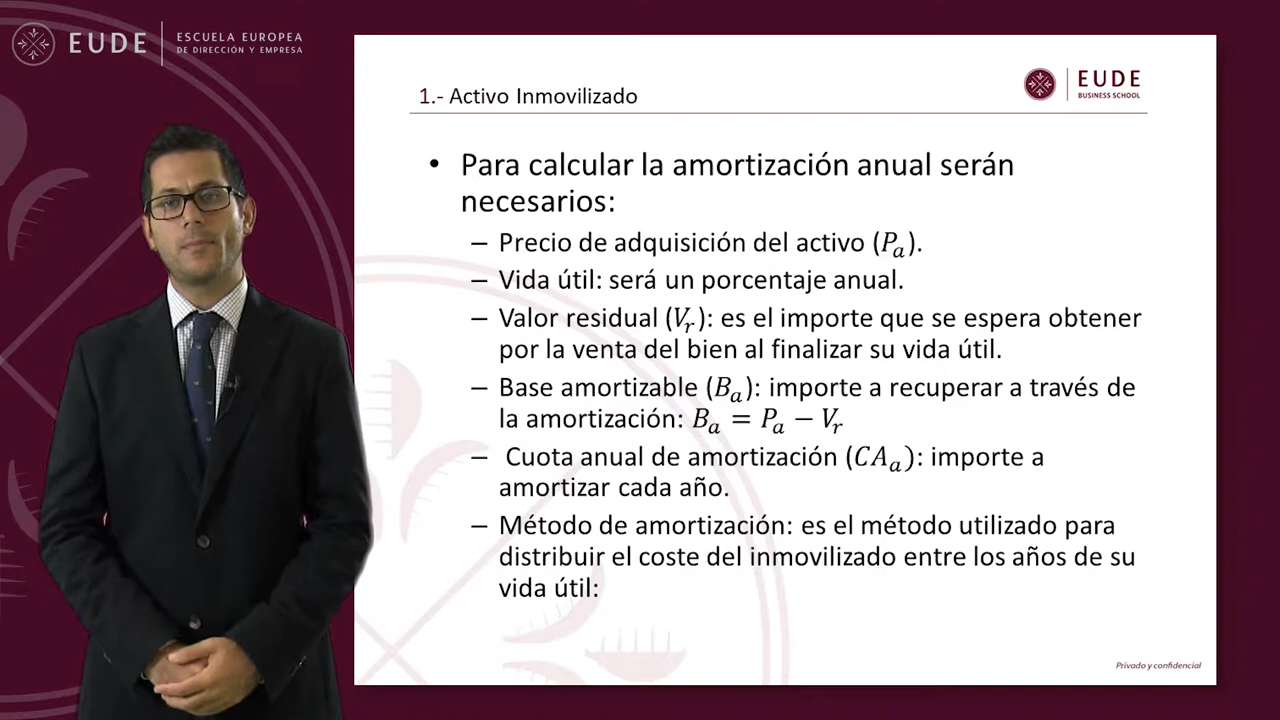 EUDE
ESCUELA EUROPEA
DE DIRECCIÓN Y EMPRESA
1.- Activo Inmovilizado
EUDE
BUSINESS SCHOOL
• Para calcular la amortización anual serán
necesarios:
– Precio de adquisición del activo (Pₐ).
– Vida útil: será un porcentaje anual.
– Valor residual (Vᵣ): es el importe que se espera obtener
por la venta del bien al finalizar su vida útil.
– Base amortizable (Bₐ): importe a recuperar a través de
la amortización: Bₐ = Pₐ − Vᵣ
– Cuota anual de amortización (CAₐ): importe a
amortizar cada año.
– Método de amortización: es el método utilizado para
distribuir el coste del inmovilizado entre los años de su
vida útil:
Privado y confidencial